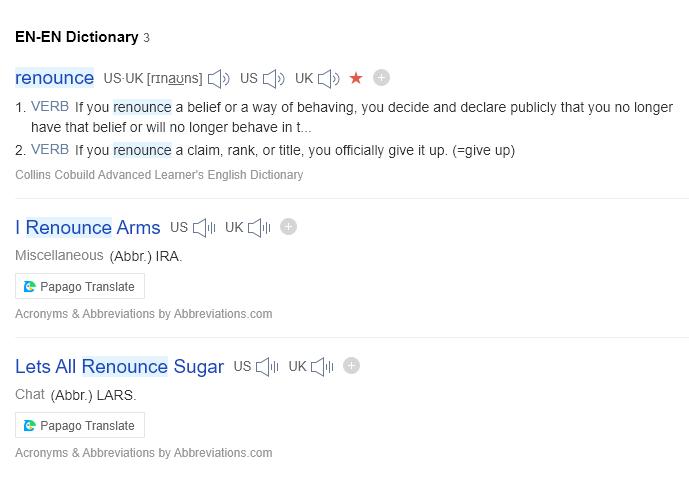 EN-EN Dictionary 3
renounce US·UK [rɪnaʊns] US UK
1. VERB If you renounce a belief or a way of behaving, you decide and declare publicly that you no longer
have that belief or will no longer behave in t...
2. VERB If you renounce a claim, rank, or title, you officially give it up. (=give up)
Collins Cobuild Advanced Learner's English Dictionary
I Renounce Arms US UK
Miscellaneous (Abbr.) IRA.
Papago Translate
Acronyms & Abbreviations by Abbreviations.com
Lets All Renounce Sugar US UK
Chat (Abbr.) LARS.
Papago Translate
Acronyms & Abbreviations by Abbreviations.com